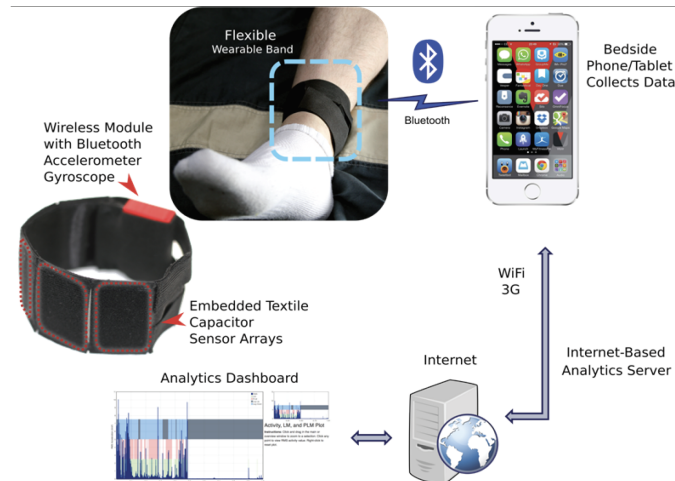 Flexible
Wearable Band
Bluetooth
Bedside
Phone/Tablet
Collects Data
Wireless Module
with Bluetooth
Accelerometer
Gyroscope
Embedded Textile
Capacitor
Sensor Arrays
WiFi
3G
Internet
Internet-Based
Analytics Server
Analytics Dashboard
Activity, LM, and PLM Plot